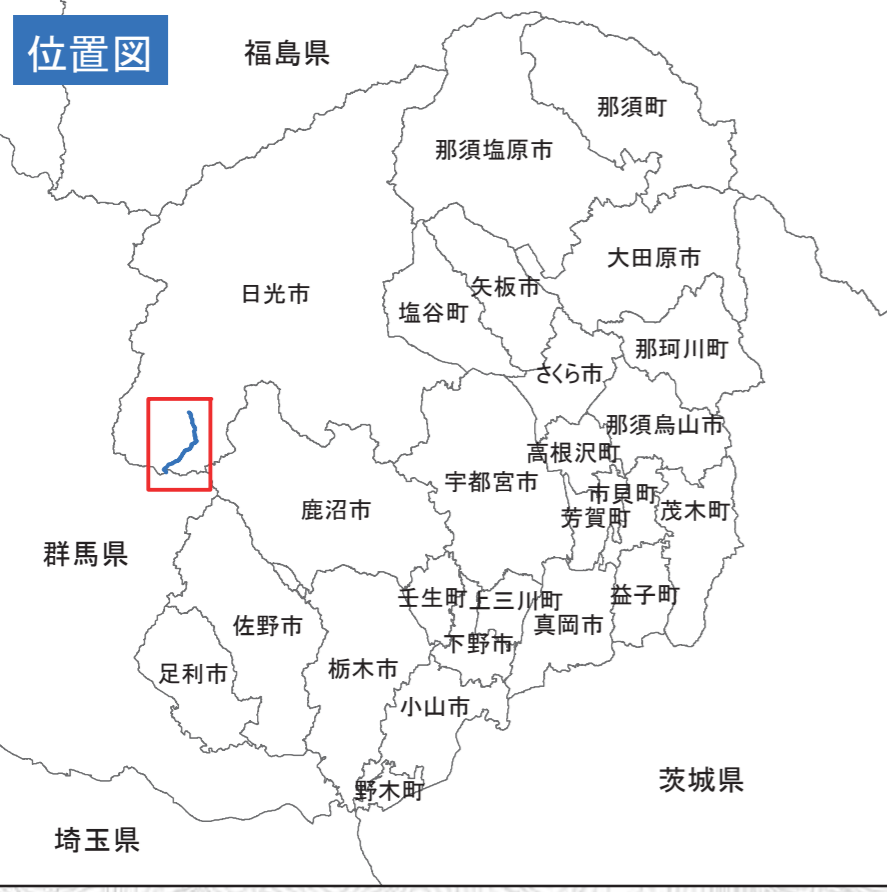 位置図
福島県
那須町
那須塩原市
大田原市
日光市
矢板市
塩谷町
那珂川町
さくら市
那須烏山市
高根沢町
宇都宮市
市貝町
鹿沼市
芳賀町
茂木町
群馬県
益子町
壬生町
上三川町
佐野市
真岡市
下野市
足利市
栃木市
小山市
茨城県
野木町
埼玉県